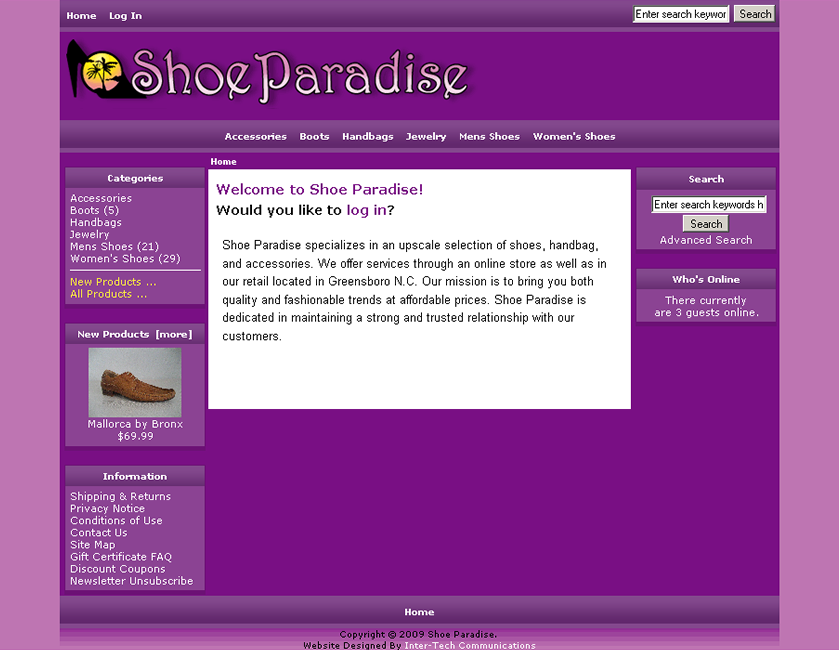 Home Log In
Enter search keywor Search
Shoe Paradise
Accessories Boots Handbags Jewelry Mens Shoes Women's Shoes
Home
Categories
Accessories
Boots (5)
Handbags
Jewelry
Mens Shoes (21)
Women's Shoes (29)
New Products ...
All Products ...
New Products [more]
Mallorca by Bronx
$69.99
Information
Shipping & Returns
Privacy Notice
Conditions of Use
Contact Us
Site Map
Gift Certificate FAQ
Discount Coupons
Newsletter Unsubscribe
Welcome to Shoe Paradise!
Would you like to log in?
Shoe Paradise specializes in an upscale selection of shoes, handbag,
and accessories. We offer services through an online store as well as in
our retail located in Greensboro N.C. Our mission is to bring you both
quality and fashionable trends at affordable prices. Shoe Paradise is
dedicated in maintaining a strong and trusted relationship with our
customers.
Search
Enter search keywords h
Search
Advanced Search
Who's Online
There currently
are 3 guests online.
Home
Copyright © 2009 Shoe Paradise.
Website Designed By Inter-Tech Communications